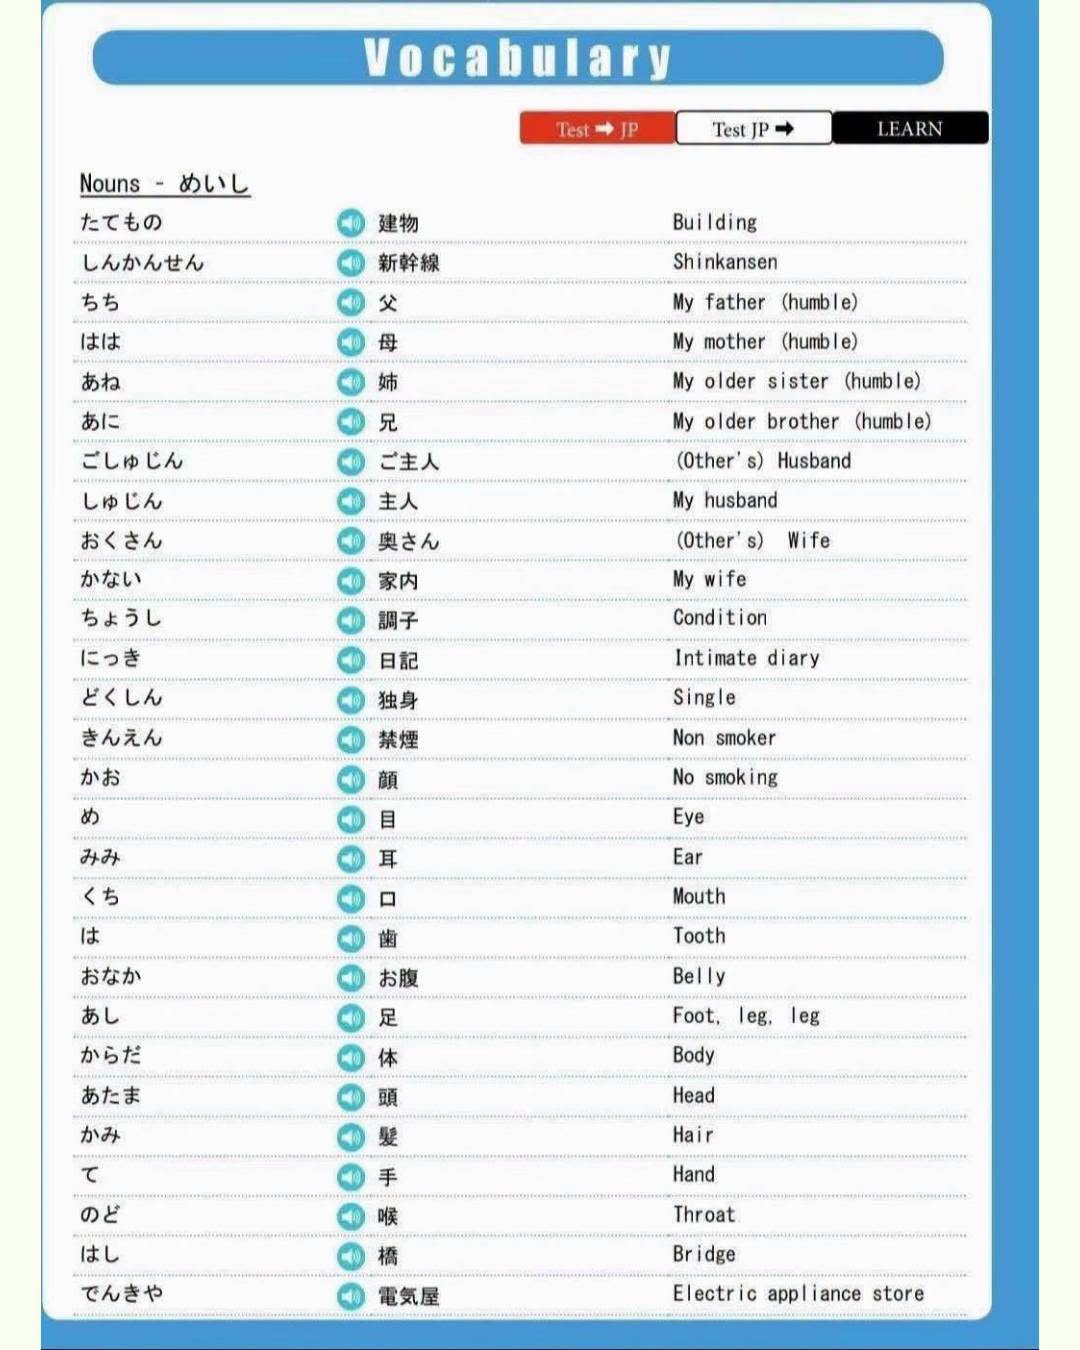 Vocabulary
Test ➡ JP Test JP ➡ LEARN
Nouns - めいし
たてもの 建物 Building
しんかんせん 新幹線 Shinkansen
ちち 父 My father (humble)
はは 母 My mother (humble)
あね 姉 My older sister (humble)
あに 兄 My older brother (humble)
ごしゅじん ご主人 (Other's) Husband
しゅじん 主人 My husband
おくさん 奥さん (Other's) Wife
かない 家内 My wife
ちょうし 調子 Condition
にっき 日記 Intimate diary
どくしん 独身 Single
きんえん 禁煙 Non smoker
かお 顔 No smoking
め 目 Eye
みみ 耳 Ear
くち 口 Mouth
は 歯 Tooth
おなか お腹 Belly
あし 足 Foot, leg, leg
からだ 体 Body
あたま 頭 Head
かみ 髪 Hair
て 手 Hand
のど 喉 Throat
はし 橋 Bridge
でんきや 電気屋 Electric appliance store